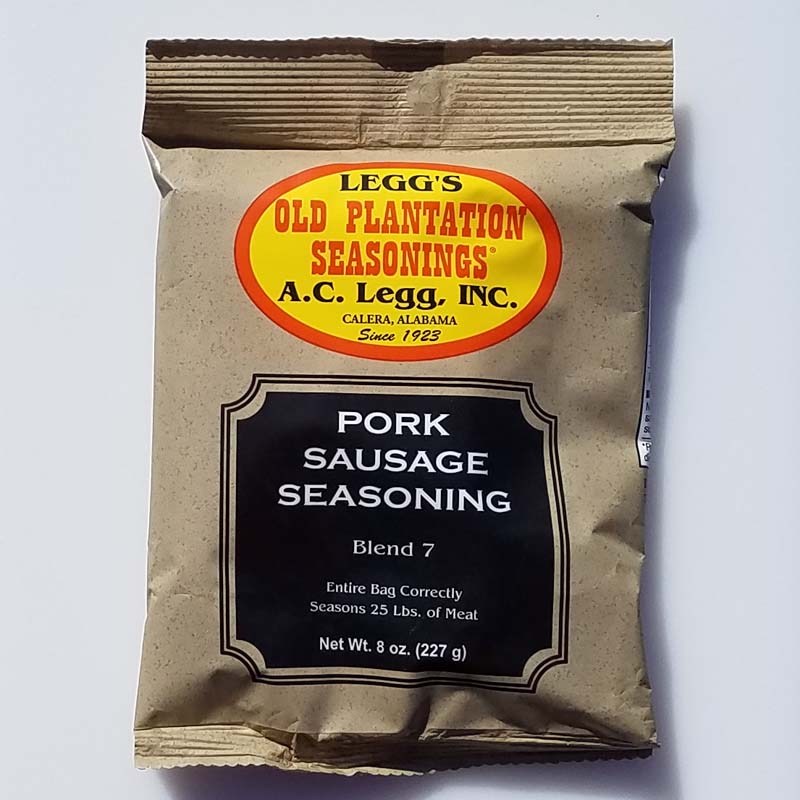 LEGG'S
OLD PLANTATION
SEASONINGS®
A.C. Legg, INC.
CALERA, ALABAMA
Since 1923
PORK
SAUSAGE
SEASONING
Blend 7
Entire Bag Correctly
Seasons 25 Lbs. of Meat
Net Wt. 8 oz. (227 g)